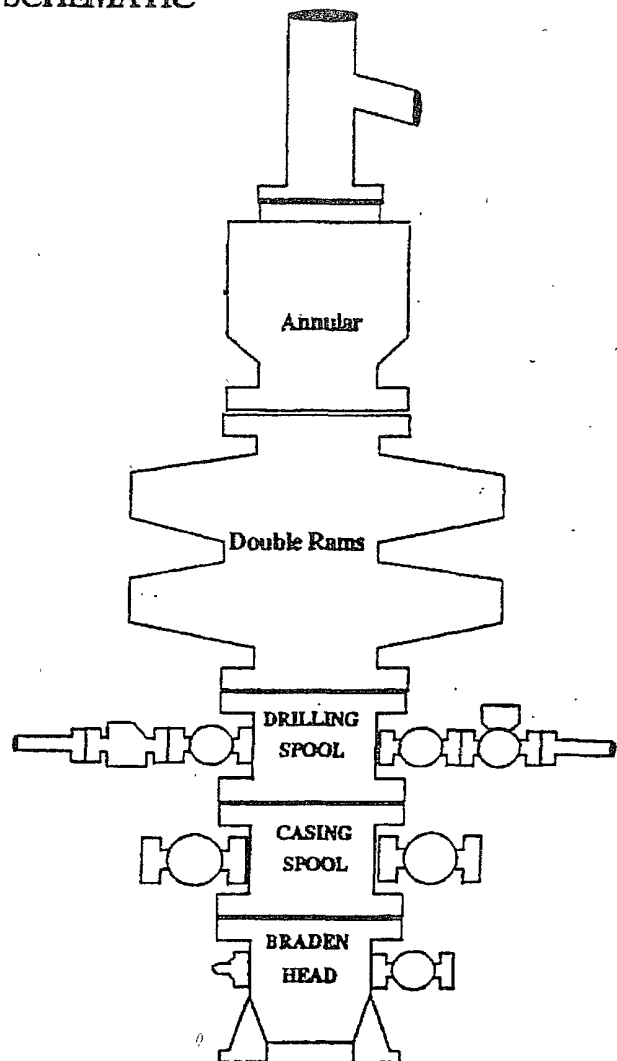 SCHEMATIC
Annular
Double Rams
DRILLING
SPOOL
CASING
SPOOL
BRADEN
HEAD